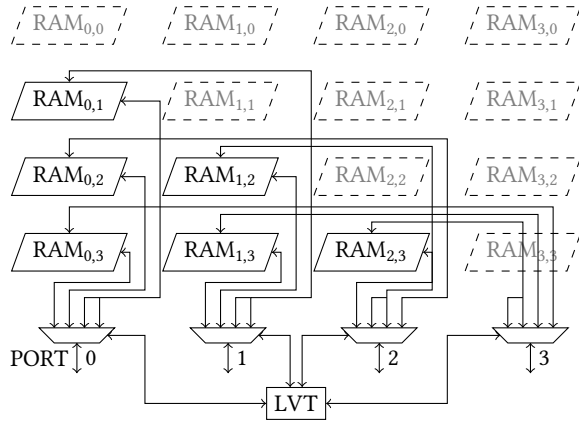 RAM0,0 RAM1,0 RAM2,0 RAM3,0
RAM0,1 RAM1,1 RAM2,1 RAM3,1
RAM0,2 RAM1,2 RAM2,2 RAM3,2
RAM0,3 RAM1,3 RAM2,3 RAM3,3
PORT 0 1 2 3
LVT